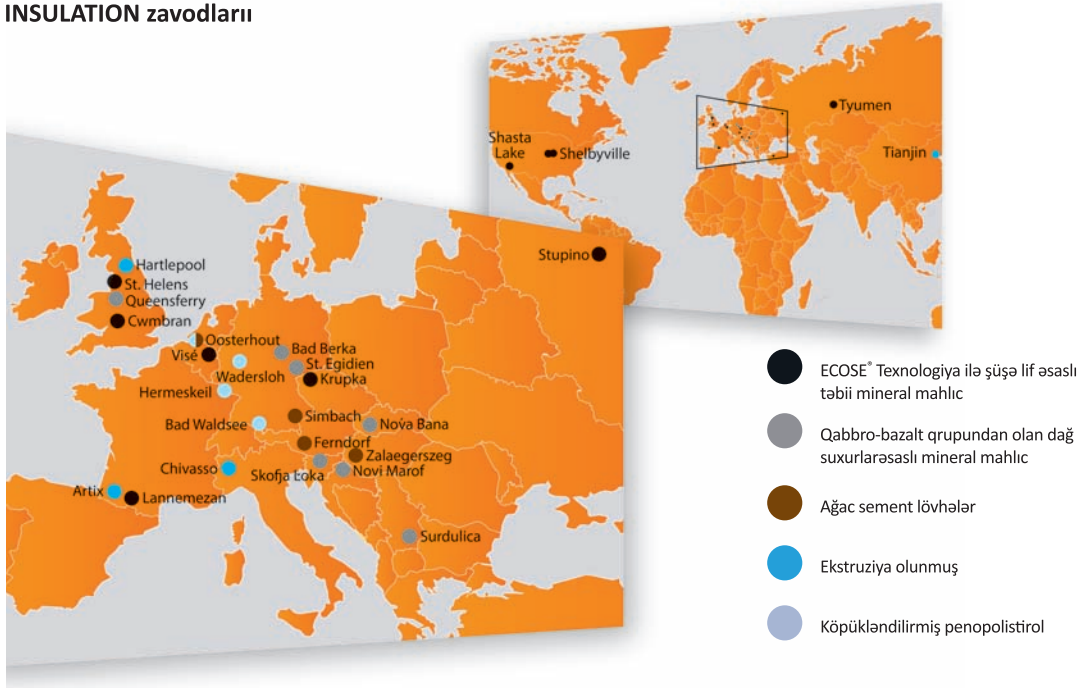 INSULATION zavodlarıı
Shasta
Lake
Shelbyville
Tyumen
Tianjin
Stupino
Hartlepool
St. Helens
Queensferry
Cwmbran
Oosterhout
Visé
Bad Berka
St. Egidien
Wadersloh
Krupka
Hermeskeil
Simbach
Bad Waldsee
Nova Bana
Ferndorf
Zalaegerszeg
Chivasso
Skofja Loka
Novi Marof
Artix
Lannemezan
Surdulica
ECOSE® Texnologiya ilə şüşə lif əsaslı
təbii mineral mahlıc
Qabbro-bazalt qrupundan olan dağ
suxurlarəsaslı mineral mahlıc
Ağac sement lövhələr
Ekstruziya olunmuş
Köpükləndilirmiş penopolistirol